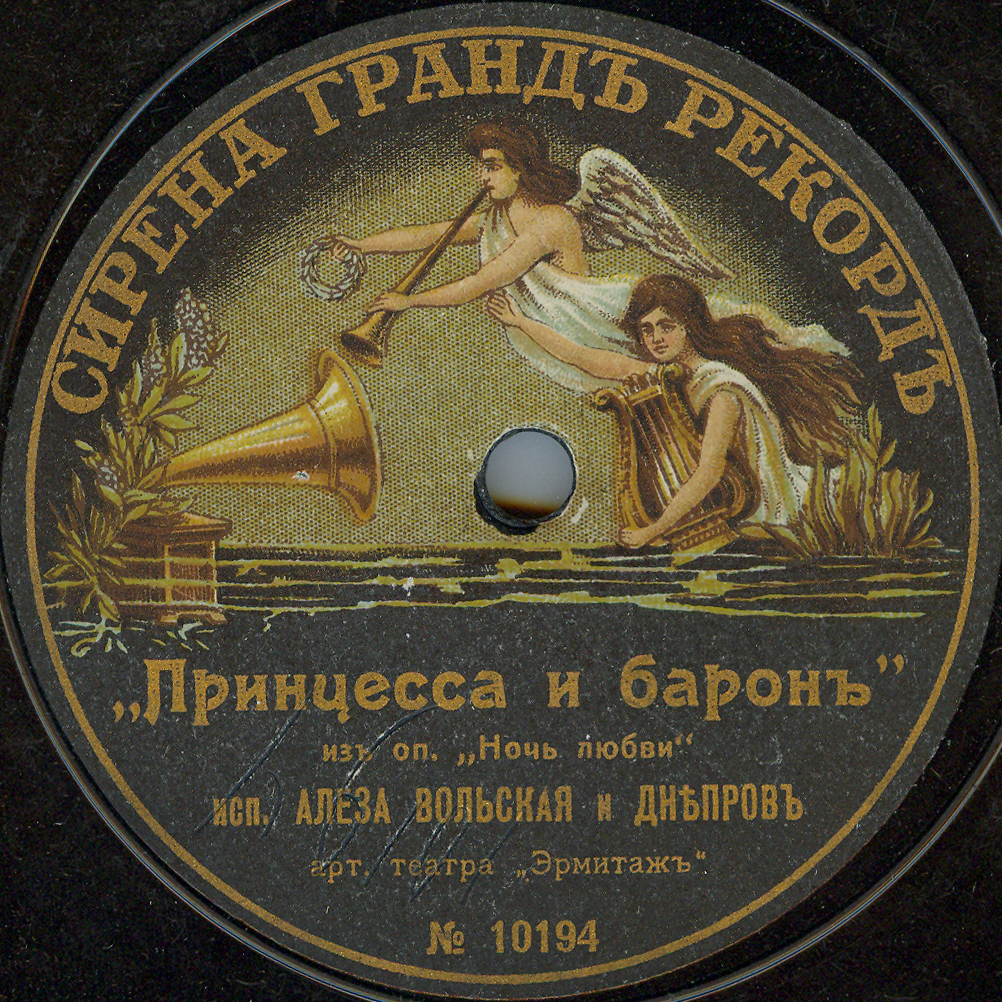 СИРЕНА ГРАНДЪ РЕКОРДЪ
„Принцесса и баронъ”
изъ оп. „Ночь любви“
исп. АЛЕЗА ВОЛЬСКАЯ и ДНѢПРОВЪ
арт. театра „Эрмитажъ“
№ 10194